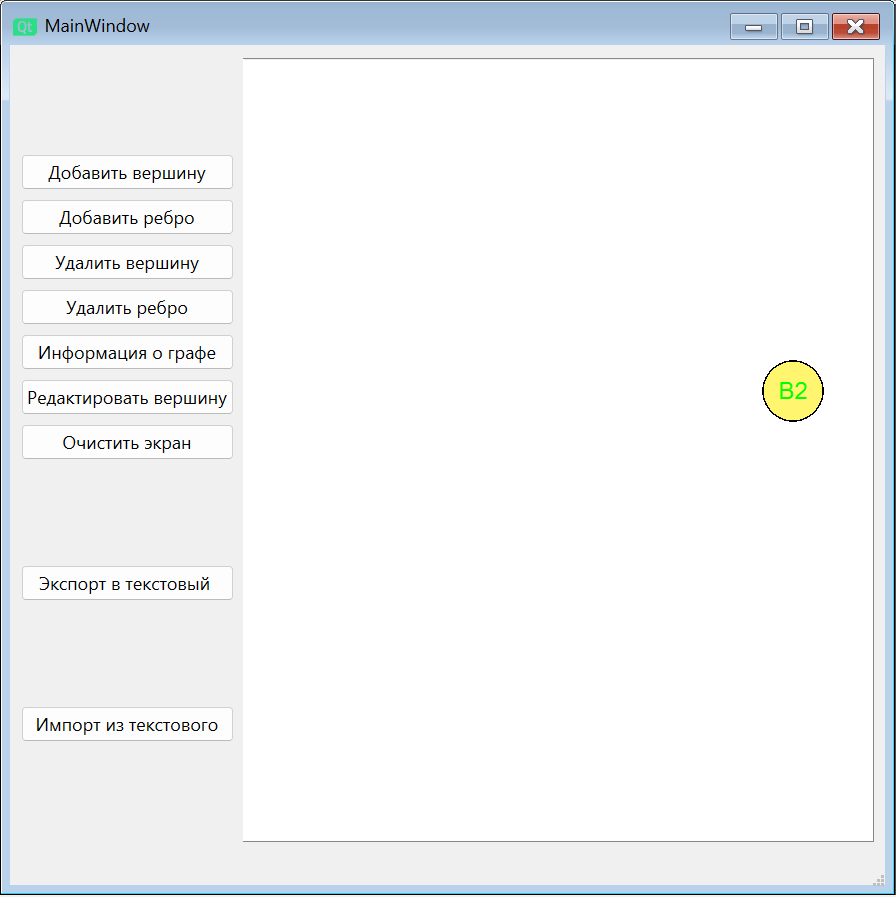 Qt MainWindow
Добавить вершину
Добавить ребро
Удалить вершину
Удалить ребро
Информация о графе
Редактировать вершину
Очистить экран
B2
Экспорт в текстовый
Импорт из текстового